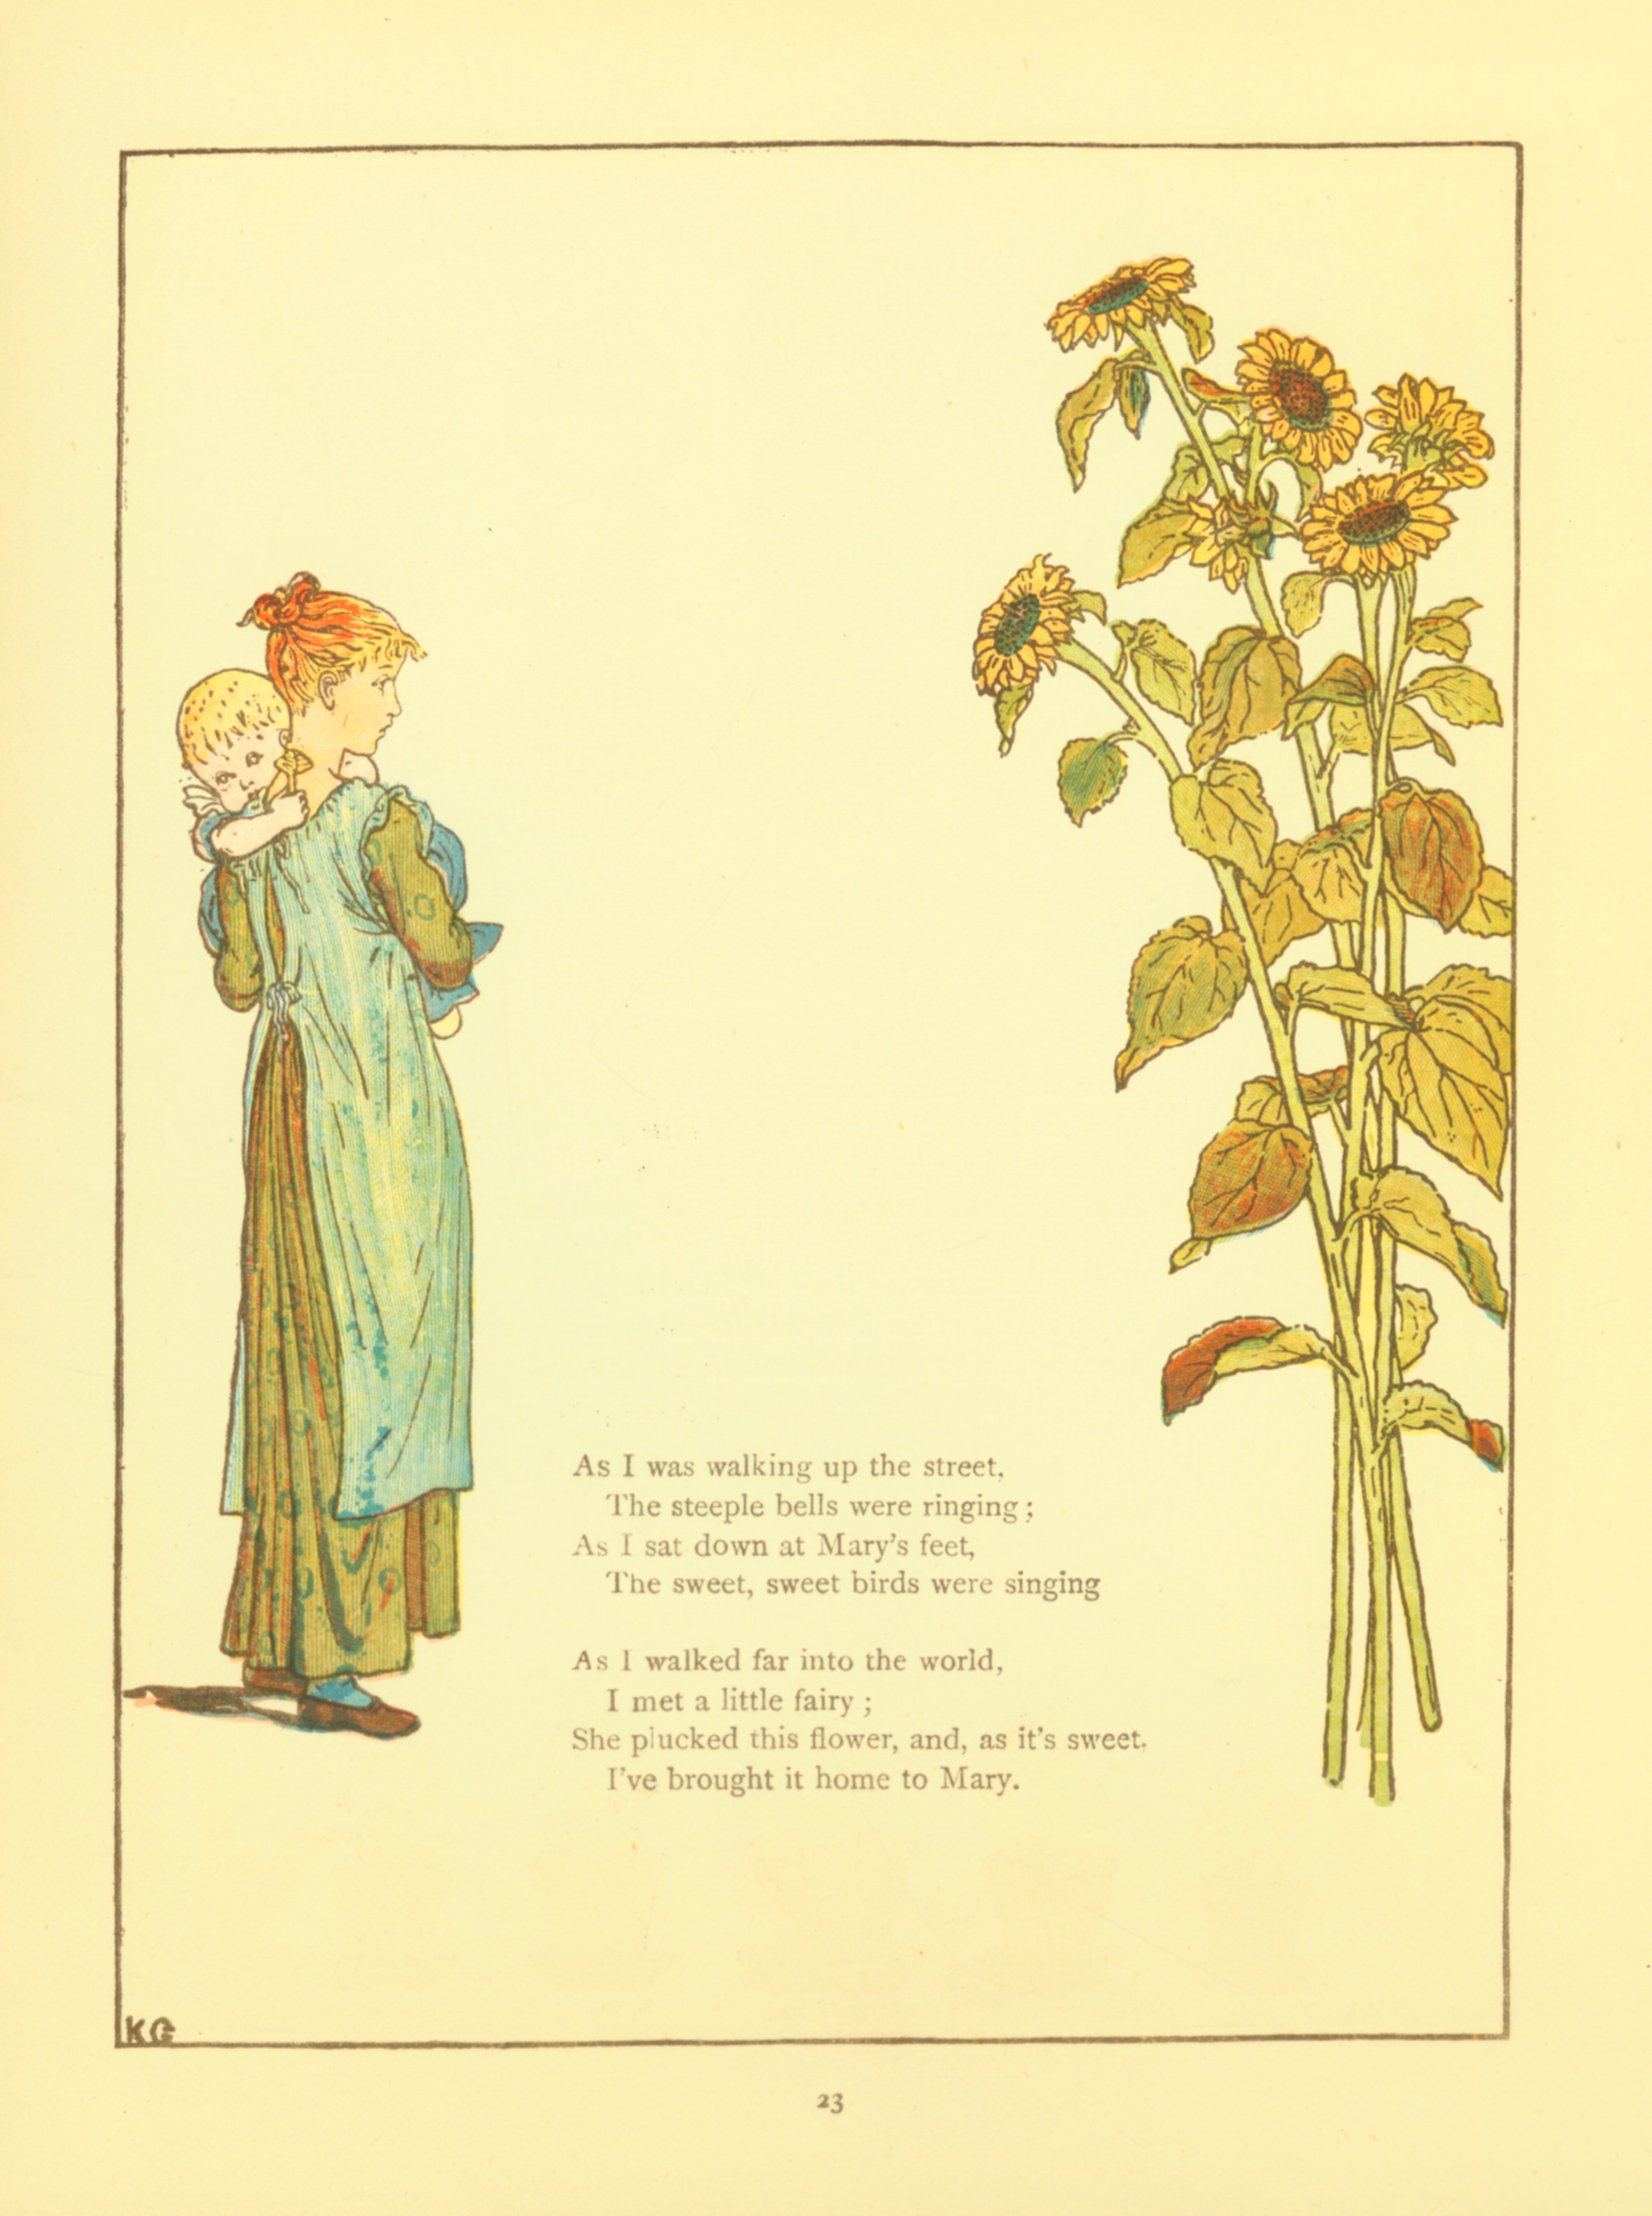 As I was walking up the street,
The steeple bells were ringing ;
As I sat down at Mary's feet,
The sweet, sweet birds were singing
As I walked far into the world,
I met a little fairy ;
She plucked this flower, and, as it's sweet,
I've brought it home to Mary.
KG
23